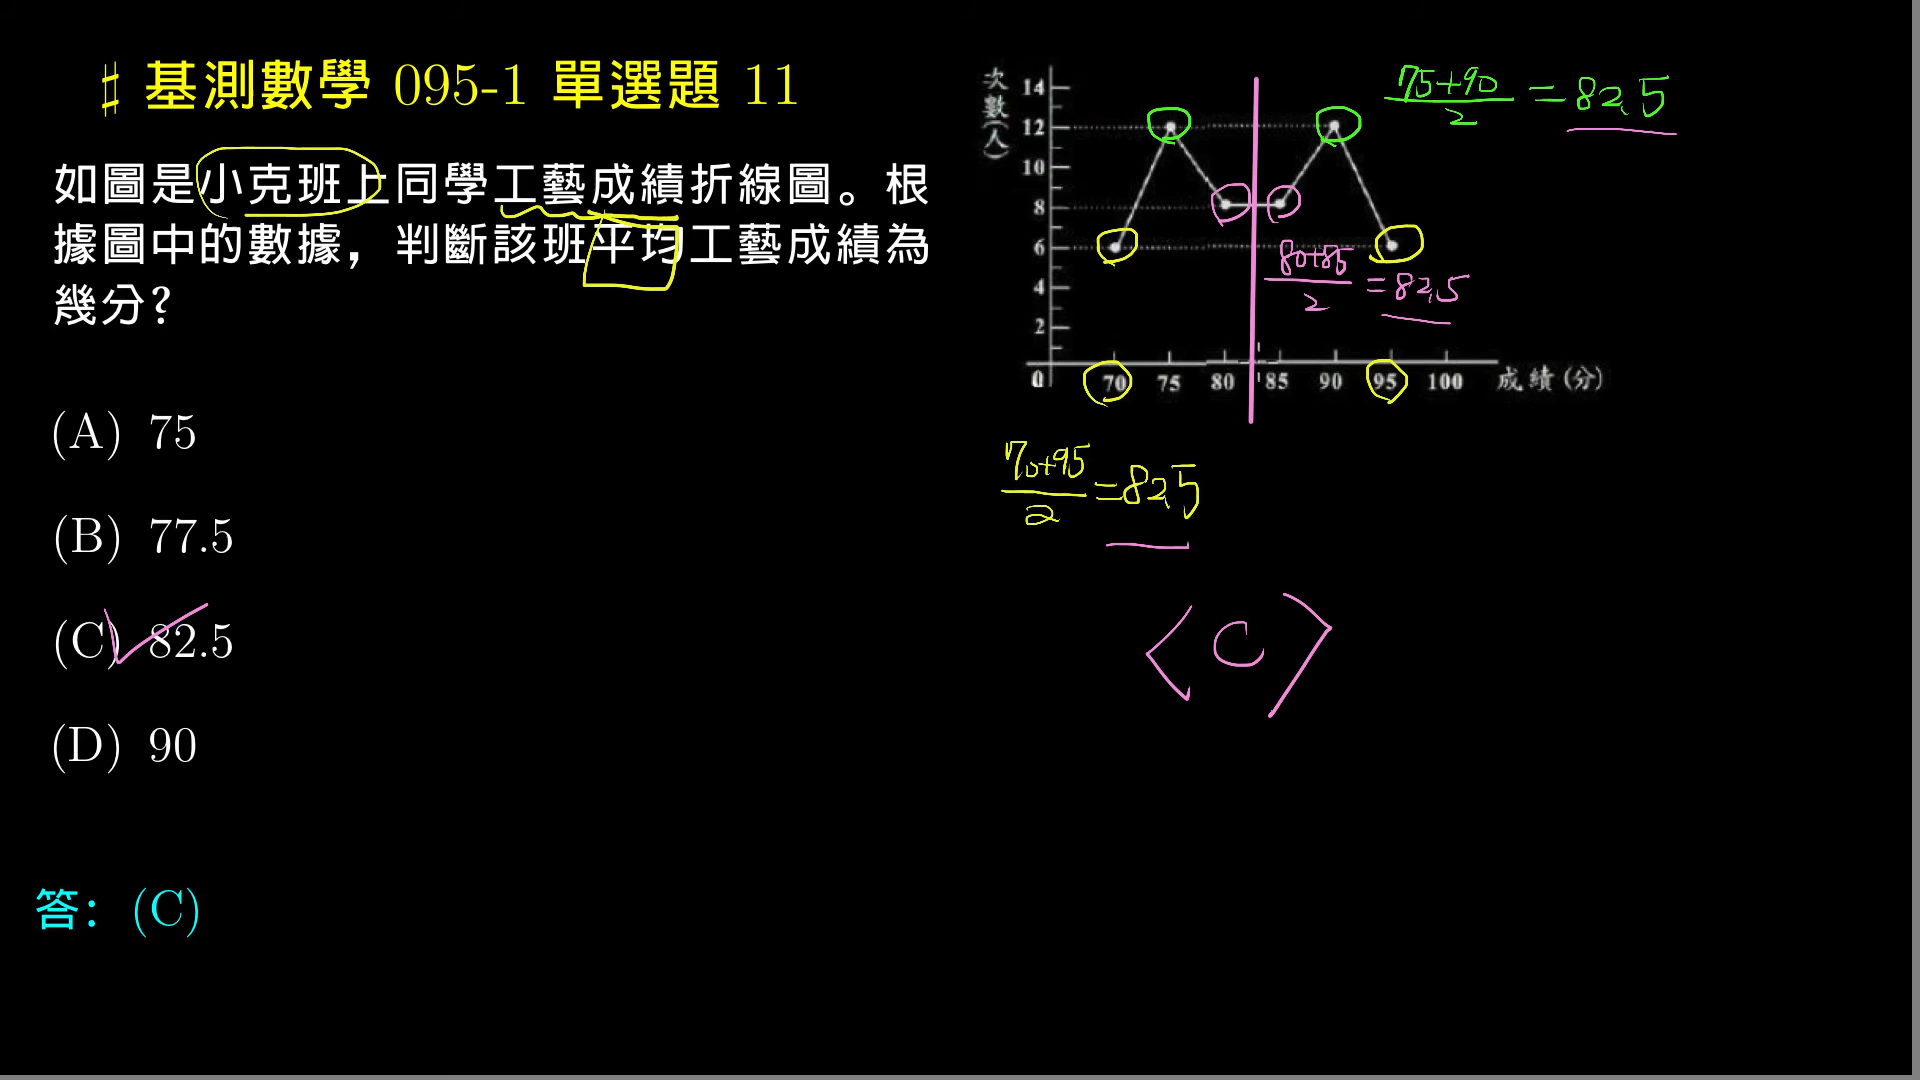 ♯ 基測數學 095-1 單選題 11
如圖是小克班上同學工藝成績折線圖。根
據圖中的數據，判斷該班平均工藝成績為
幾分？
(A) 75
(B) 77.5
(C) 82.5
(D) 90
答：(C)
次數(人)
14
12
10
8
6
4
2
0 70 75 80 85 90 95 100 成績(分)
75+90
2
=82.5
80+85
2
=82.5
70+95
2
=82.5
⟨C⟩